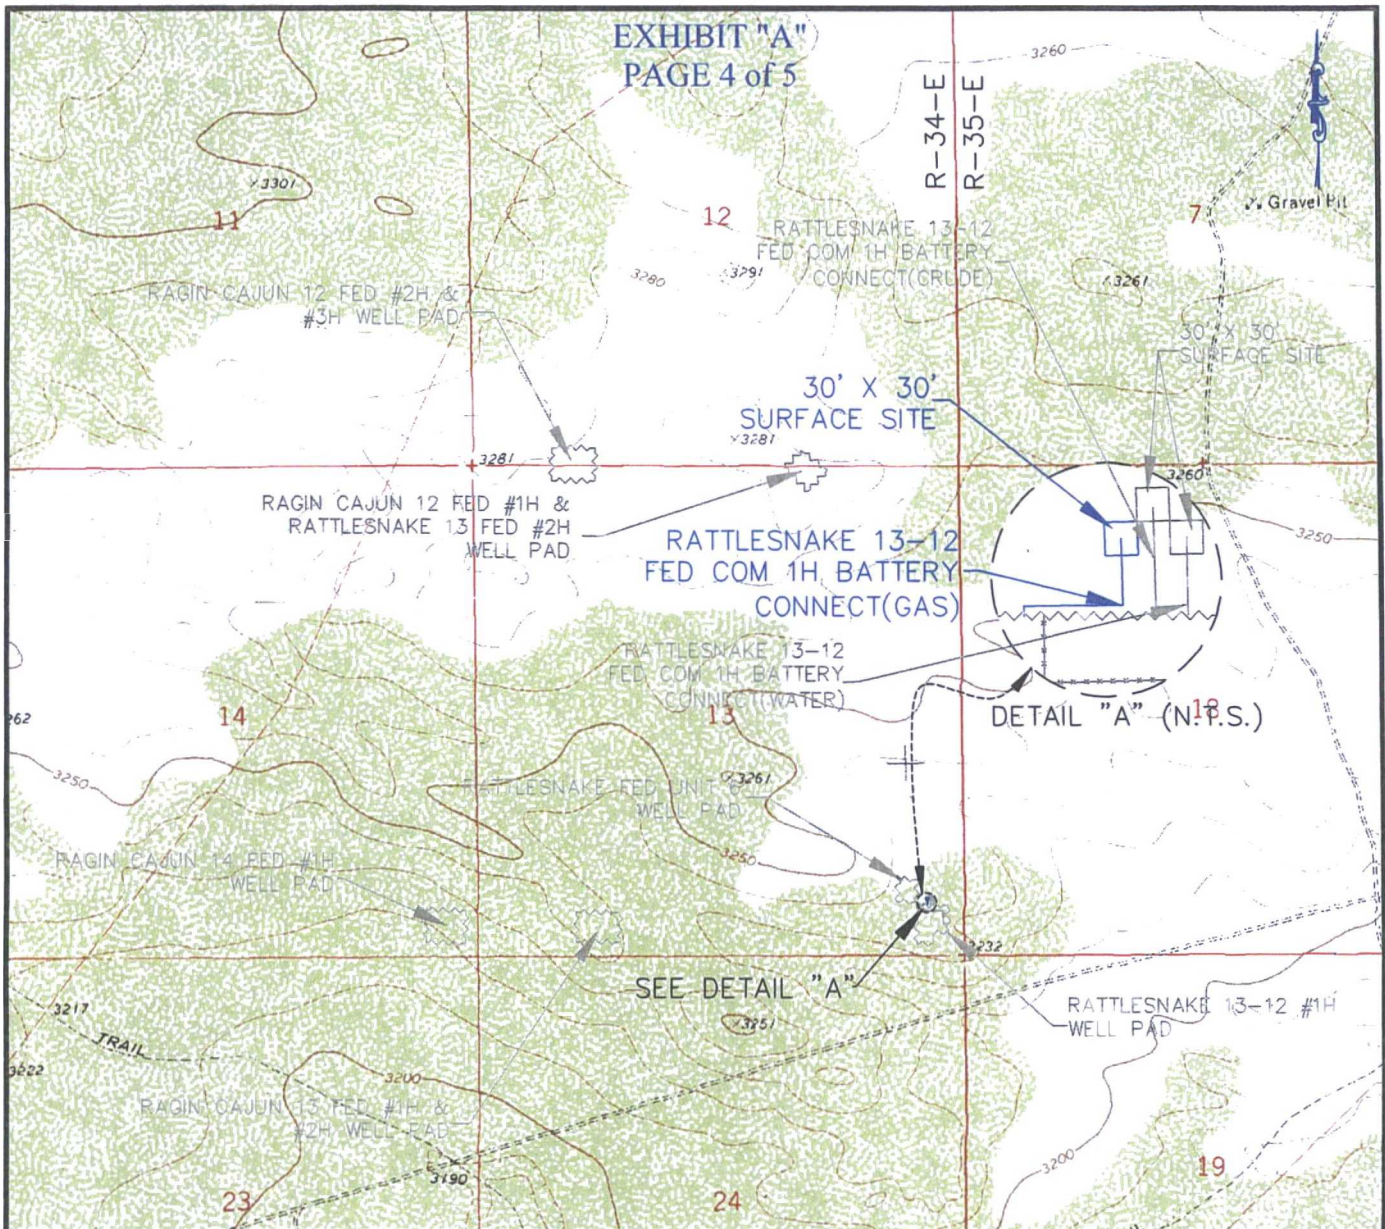 EXHIBIT "A"
PAGE 4 of 5
3260
R-34-E
R-35-E
×3301
11
12
7
Gravel Pit
RATTLESNAKE 13-12
FED COM 1H BATTERY
CONNECT(CRUDE)
3280
×3291
×3261
RAGIN CAJUN 12 FED #2H &
#3H WELL PAD
30' X 30'
SURFACE SITE
30' X 30'
SURFACE SITE
×3281
3281
3260
3250
RAGIN CAJUN 12 FED #1H &
RATTLESNAKE 13 FED #2H
WELL PAD
RATTLESNAKE 13-12
FED COM 1H BATTERY
CONNECT(GAS)
RATTLESNAKE 13-12
FED COM 1H BATTERY
CONNECT(WATER)
14
13
18
DETAIL "A" (N.T.S.)
262
3250
×3261
RATTLESNAKE FED UNIT 6
WELL PAD
3250
RAGIN CAJUN 14 FED #1H
WELL PAD
3232
SEE DETAIL "A"
RATTLESNAKE 13-12 #1H
WELL PAD
3217
×3251
TRAIL
3222
3200
RAGIN CAJUN 13 FED #1H &
#2H WELL PAD
3200
3190
19
23
24